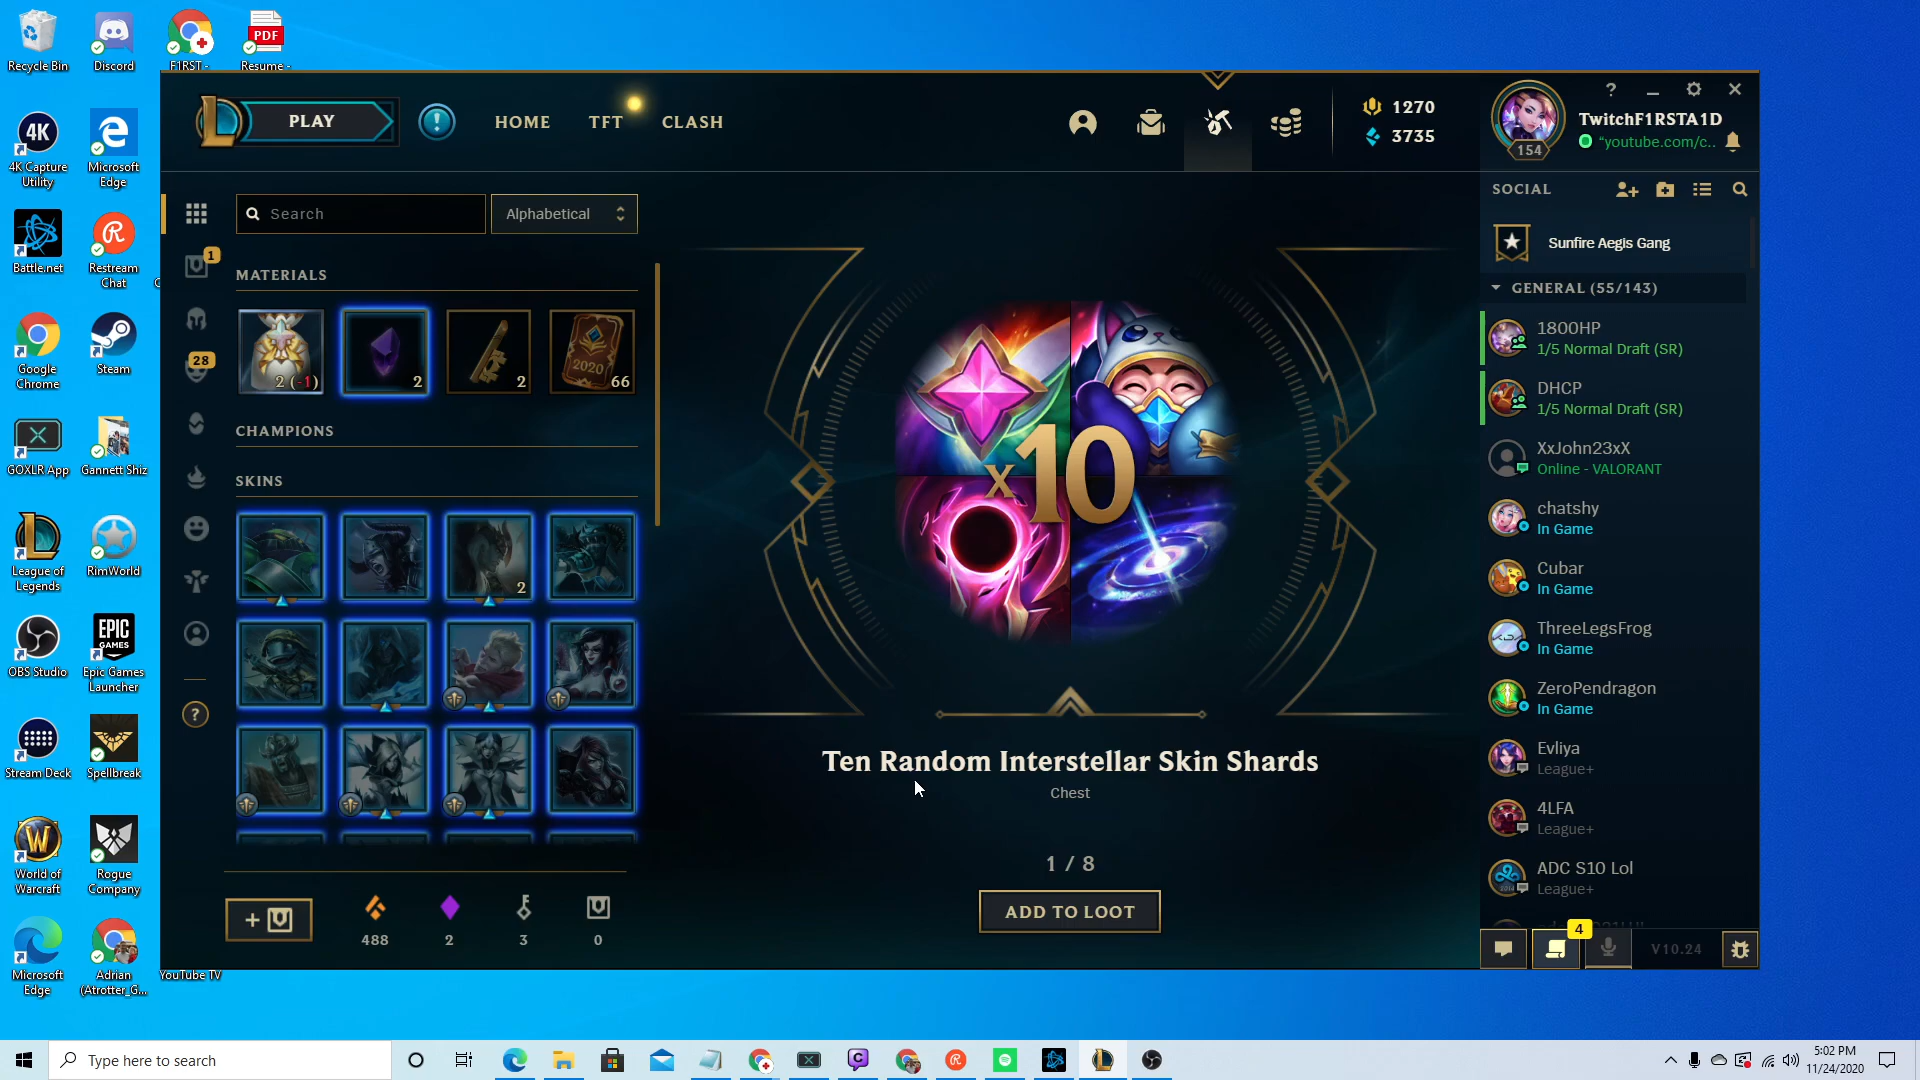 Recycle Bin
Discord
F1RST -
Resume -
PDF
4K
4K Capture
Utility
Microsoft
Edge
Battle.net
Restream
Chat
Google
Chrome
Steam
GOXLR App
Gannett Shiz
League of
Legends
RimWorld
OBS Studio
EPIC
GAMES
Epic Games
Launcher
Stream Deck
Spellbreak
World of
Warcraft
Rogue
Company
Microsoft
Edge
Adrian
(Atrotter_G...
YouTube TV
PLAY
HOME
TFT
CLASH
1270
3735
154
?
TwitchF1RSTA1D
"youtube.com/c..
Search
Alphabetical
1
28
?
MATERIALS
2 (-1)
2
2
2020
66
CHAMPIONS
SKINS
2
+
488
2
3
0
x10
Ten Random Interstellar Skin Shards
Chest
1 / 8
ADD TO LOOT
SOCIAL
Sunfire Aegis Gang
GENERAL (55/143)
1800HP
1/5 Normal Draft (SR)
DHCP
1/5 Normal Draft (SR)
XxJohn23xX
Online - VALORANT
chatshy
In Game
Cubar
In Game
ThreeLegsFrog
In Game
ZeroPendragon
In Game
Evliya
League+
4LFA
League+
ADC S10 Lol
League+
4
V10.24
Type here to search
5:02 PM
11/24/2020